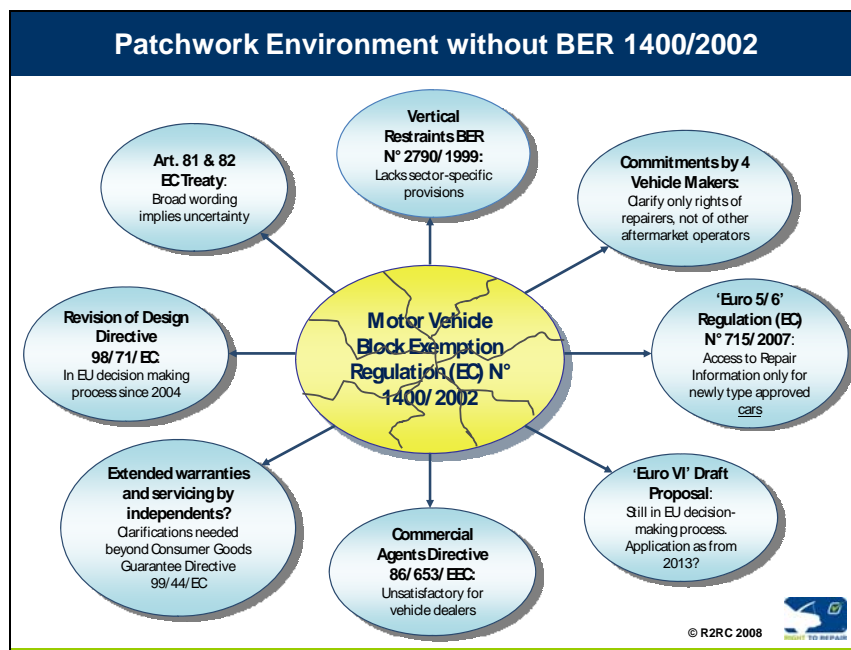 Patchwork Environment without BER 1400/2002
Vertical
Restraints BER
N° 2790/1999:
Lacks sector-specific
provisions
Art. 81 & 82
EC Treaty:
Broad wording
implies uncertainty
Commitments by 4
Vehicle Makers:
Clarify only rights of
repairers, not of other
aftermarket operators
Revision of Design
Directive
98/71/EC:
In EU decision making
process since 2004
Motor Vehicle
Block Exemption
Regulation (EC) N°
1400/2002
'Euro 5/6'
Regulation (EC)
N° 715/2007:
Access to Repair
Information only for
newly type approved
cars
Extended warranties
and servicing by
independents?
Clarifications needed
beyond Consumer Goods
Guarantee Directive
99/44/EC
Commercial
Agents Directive
86/653/EEC:
Unsatisfactory for
vehicle dealers
'Euro VI' Draft
Proposal:
Still in EU decision-
making process.
Application as from
2013?
© R2RC 2008
RIGHT TO REPAIR